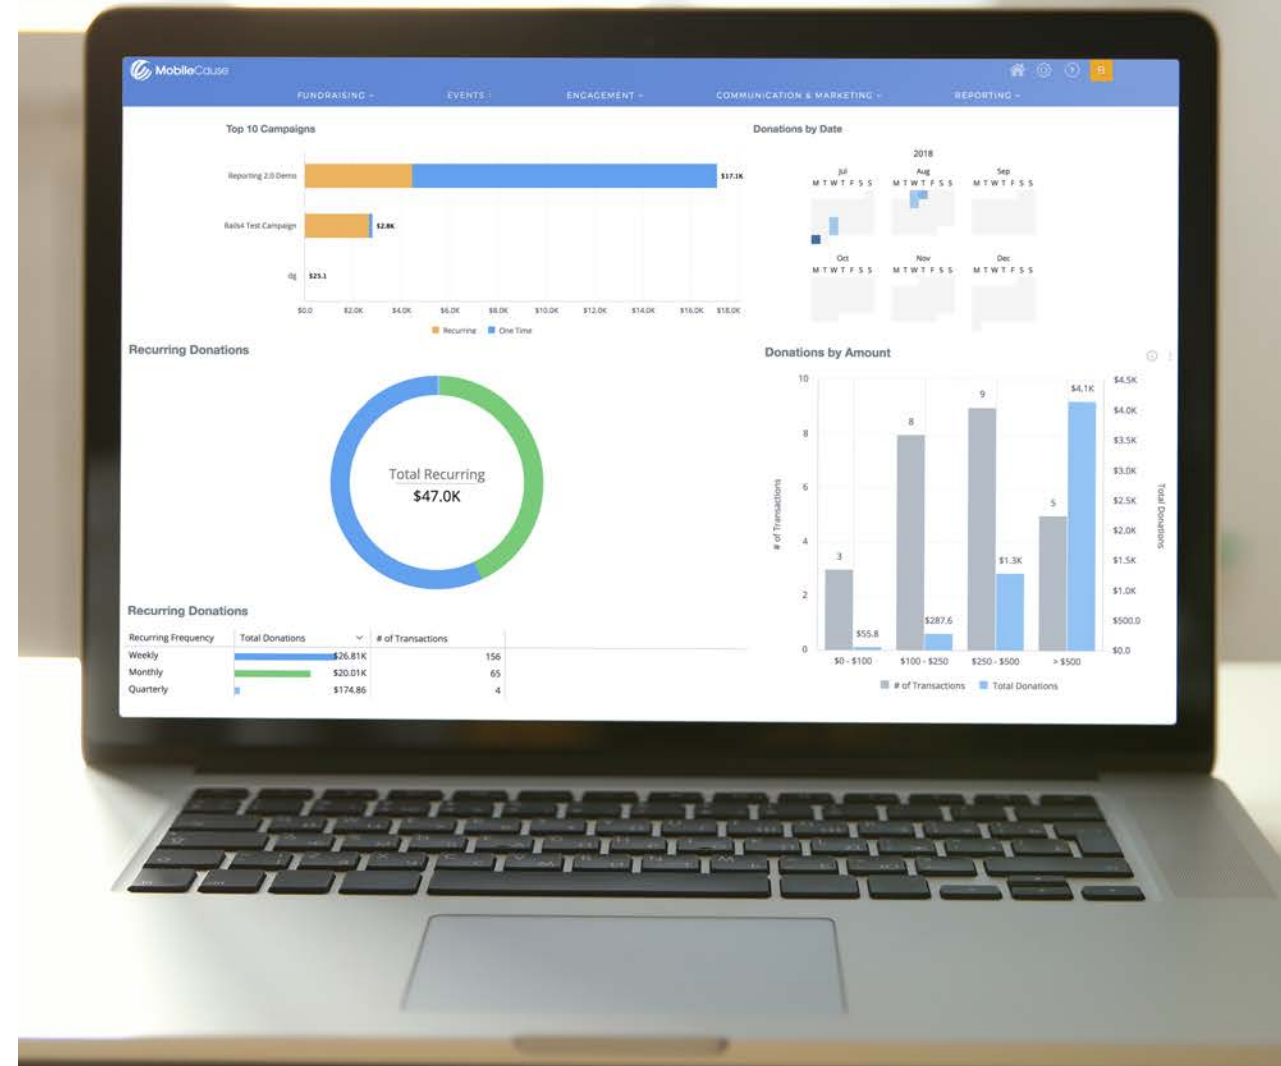 MobileCause
FUNDRAISING
EVENTS
ENGAGEMENT
COMMUNICATION & MARKETING
REPORTING
Top 10 Campaigns
Reporting 2.0 Demo
$17.1K
Rails4 Test Campaign
$2.8K
dg
$25.1
$0.0 $2.0K $4.0K $6.0K $8.0K $10.0K $12.0K $14.0K $16.0K $18.0K
Recurring One Time
Donations by Date
2018
Jul Aug Sep
M T W T F S S M T W T F S S M T W T F S S
Oct Nov Dec
M T W T F S S M T W T F S S M T W T F S S
Recurring Donations
Total Recurring
$47.0K
Recurring Donations
Recurring Frequency Total Donations # of Transactions
Weekly $26.81K 156
Monthly $20.01K 65
Quarterly $174.86 4
Donations by Amount
# of Transactions
10
8
6
4
2
0
3
8
9
5
$55.8
$287.6
$1.3K
$4.1K
$4.5K
$4.0K
$3.5K
$3.0K
$2.5K
$2.0K
$1.5K
$1.0K
$500.0
$0.0
Total Donations
$0 - $100 $100 - $250 $250 - $500 > $500
# of Transactions Total Donations